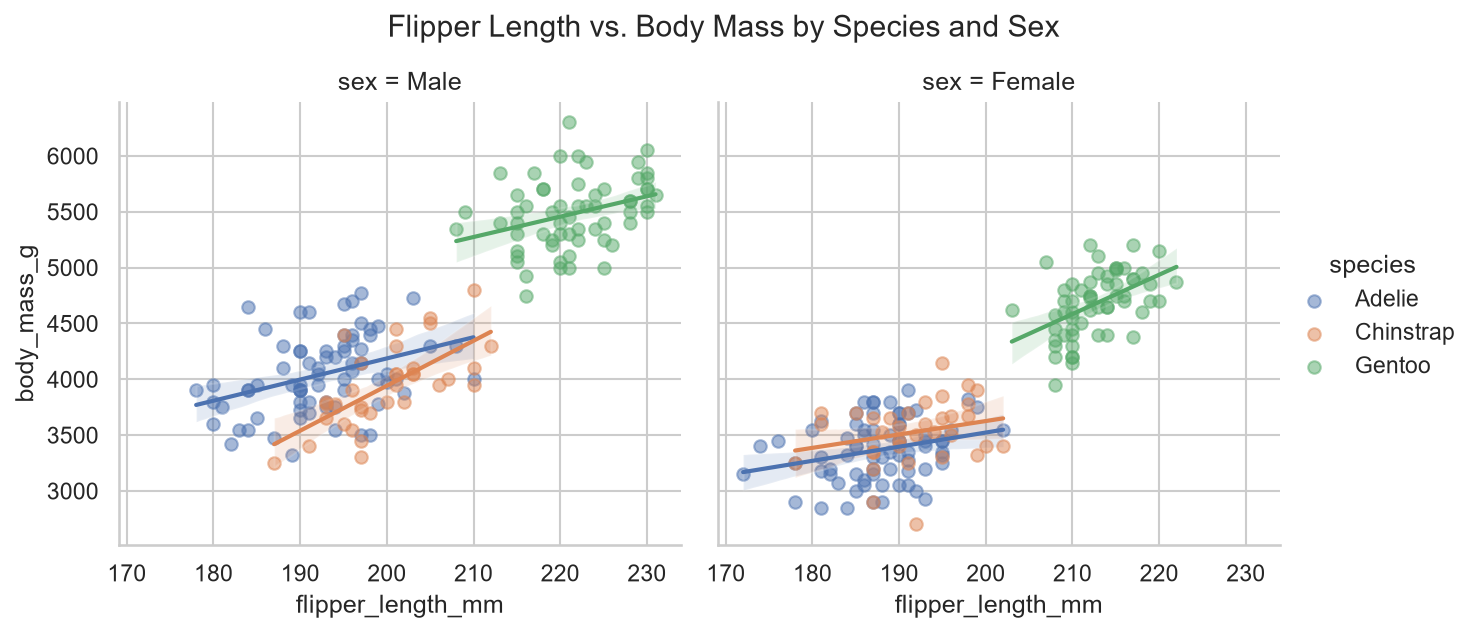 Flipper Length vs. Body Mass by Species and Sex
sex = Male
sex = Female
body_mass_g
6000
5500
5000
4500
4000
3500
3000
170 180 190 200 210 220 230
170 180 190 200 210 220 230
flipper_length_mm
flipper_length_mm
species
Adelie
Chinstrap
Gentoo